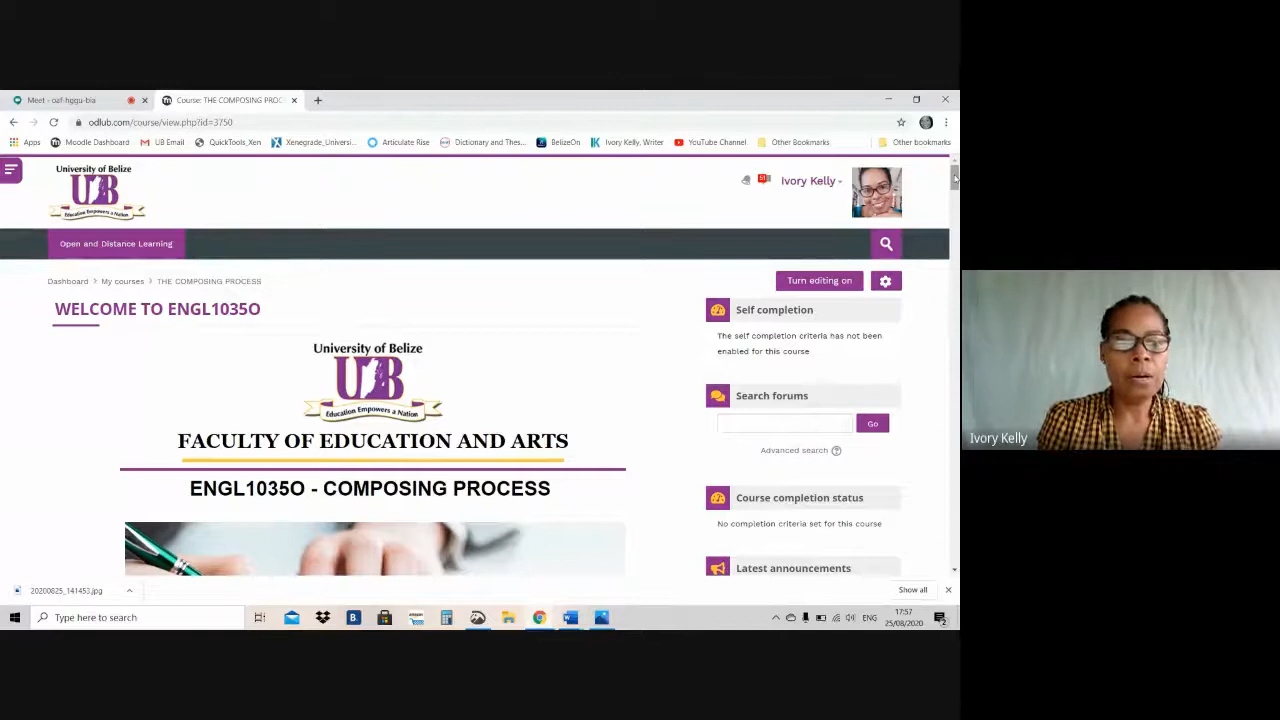 Meet - oaf-hggu-bia
Course: THE COMPOSING PROC
odlub.com/course/view.php?id=3750
Apps
Moodle Dashboard
UB Email
QuickTools_Xen
Xenegrade_Universi...
Articulate Rise
Dictionary and Thes...
BelizeOn
Ivory Kelly, Writer
YouTube Channel
Other Bookmarks
Other bookmarks
University of Belize
UB
Education Empowers a Nation
51
Ivory Kelly
Open and Distance Learning
Dashboard > My courses > THE COMPOSING PROCESS
Turn editing on
WELCOME TO ENGL1035O
University of Belize
UB
Education Empowers a Nation
FACULTY OF EDUCATION AND ARTS
ENGL1035O - COMPOSING PROCESS
Self completion
The self completion criteria has not been
enabled for this course
Search forums
Go
Advanced search
Course completion status
No completion criteria set for this course
Latest announcements
Ivory Kelly
20200825_141453.jpg
Show all
Type here to search
B.
amazon
ENG
17:57
25/08/2020
2